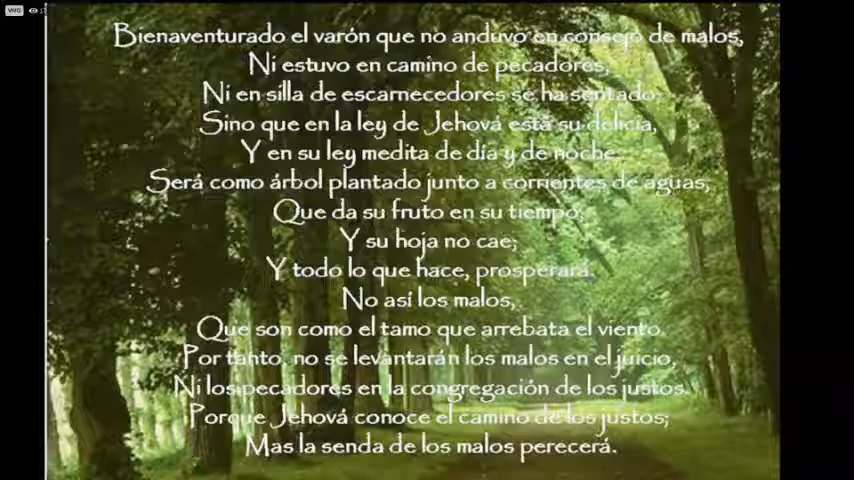 VIVO
Bienaventurado el varón que no anduvo en consejo de malos,
Ni estuvo en camino de pecadores,
Ni en silla de escarnecedores se ha sentado;
Sino que en la ley de Jehová está su delicia,
Y en su ley medita de día y de noche.
Será como árbol plantado junto a corrientes de aguas,
Que da su fruto en su tiempo,
Y su hoja no cae;
Y todo lo que hace, prosperará.
No así los malos,
Que son como el tamo que arrebata el viento.
Por tanto, no se levantarán los malos en el juicio,
Ni los pecadores en la congregación de los justos.
Porque Jehová conoce el camino de los justos;
Mas la senda de los malos perecerá.